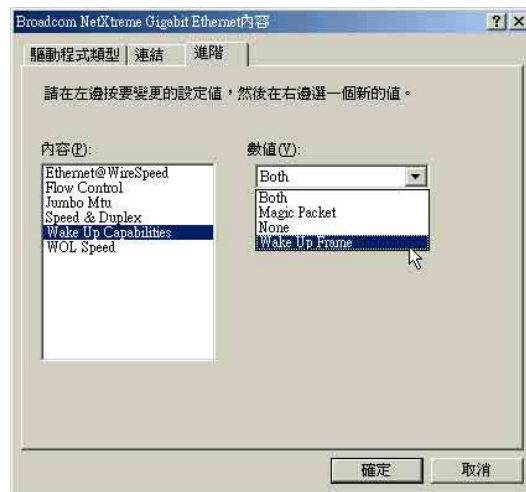 Broadcom NetXtreme Gigabit Ethernet內容
驅動程式類型 連結 進階
請在左邊按要變更的設定值，然後在右邊選一個新的值。
內容(P):
Ethernet@WireSpeed
Flow Control
Jumbo Mtu
Speed & Duplex
Wake Up Capabilities
WOL Speed
數值(V):
Both
Both
Magic Packet
None
Wake Up Frame
確定 取消